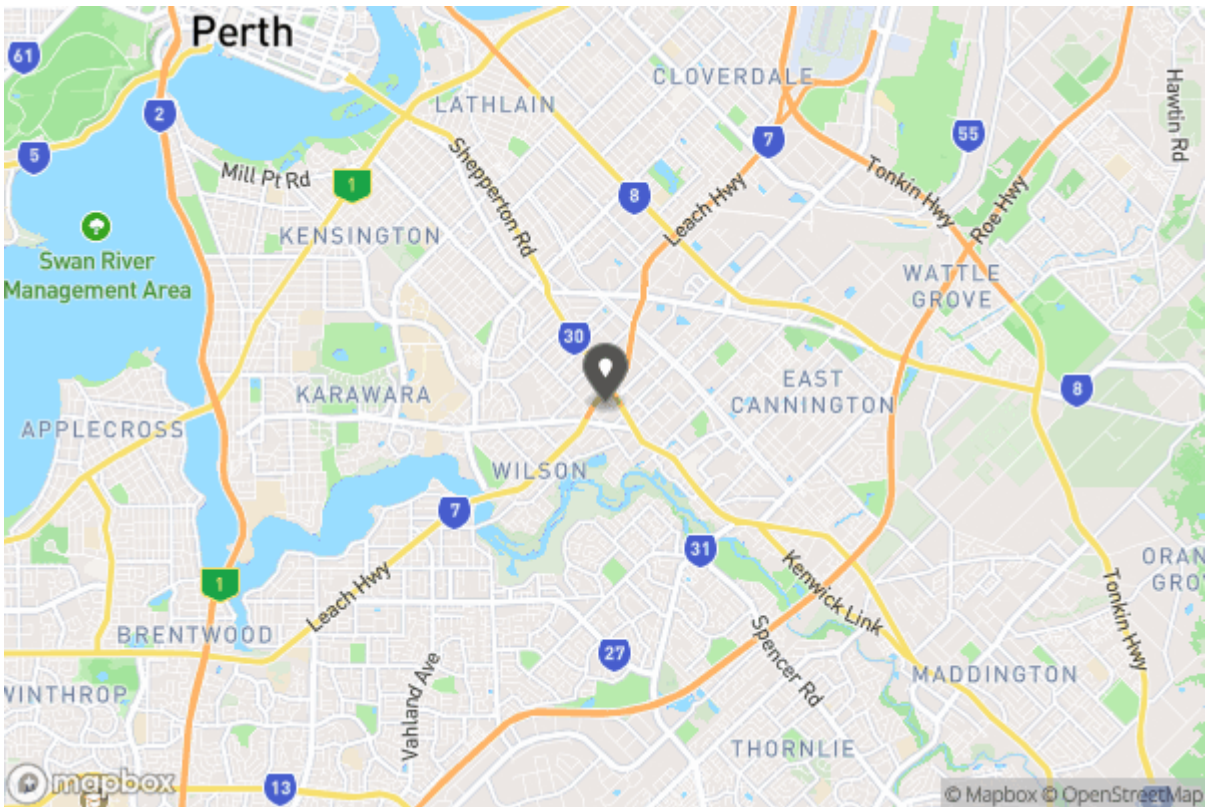 Perth
61
CLOVERDALE
Hawtin Rd
LATHLAIN
2
55
7
5
Mill Pt Rd
1
Shepperton Rd
8
Tonkin Hwy
Leach Hwy
Roe Hwy
KENSINGTON
Swan River
Management Area
WATTLE
GROVE
30
KARAWARA
EAST
CANNINGTON
8
APPLECROSS
WILSON
7
31
ORAN
GRO
1
Leach Hwy
Kenwick Link
Tonkin Hwy
BRENTWOOD
27
Spencer Rd
MADDINGTON
WINTHROP
Vahland Ave
THORNLIE
13
mapbox
© Mapbox © OpenStreetMap